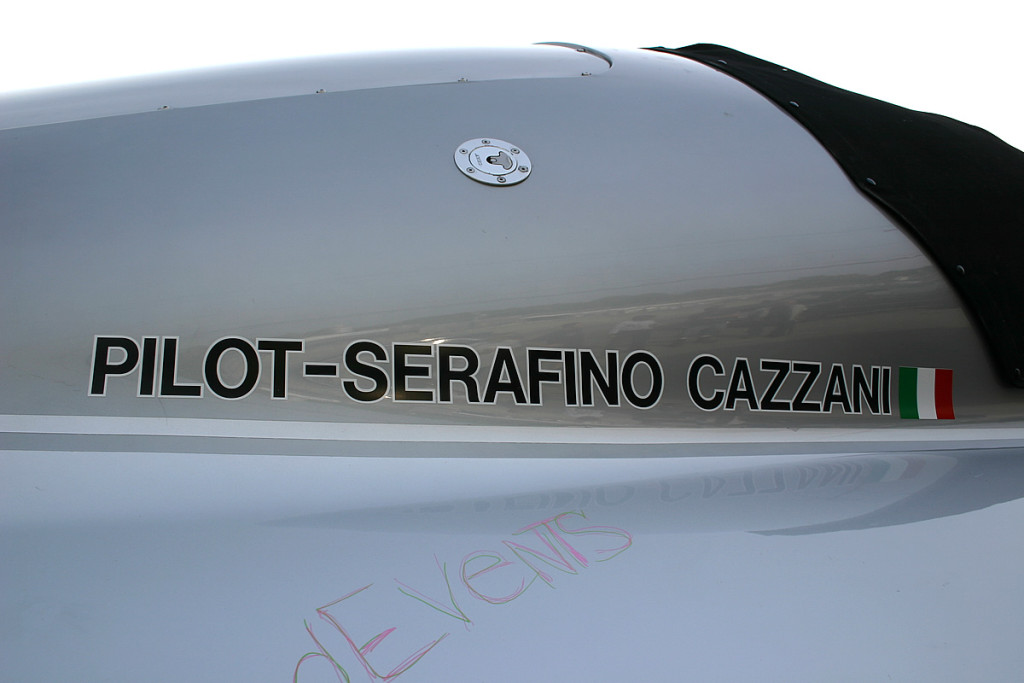 PILOT-SERAFINO CAZZANI
Events